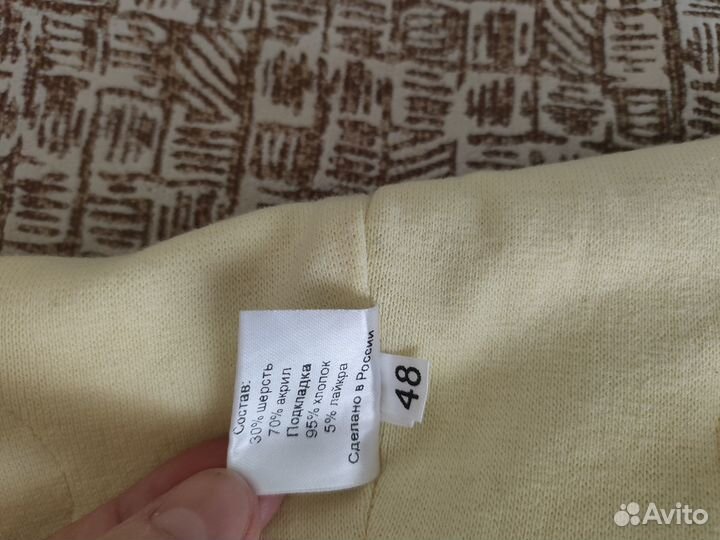 Состав:
30% шерсть
70% акрил
Подкладка
95% хлопок
5% лайкра
Сделано в России
48
Avito